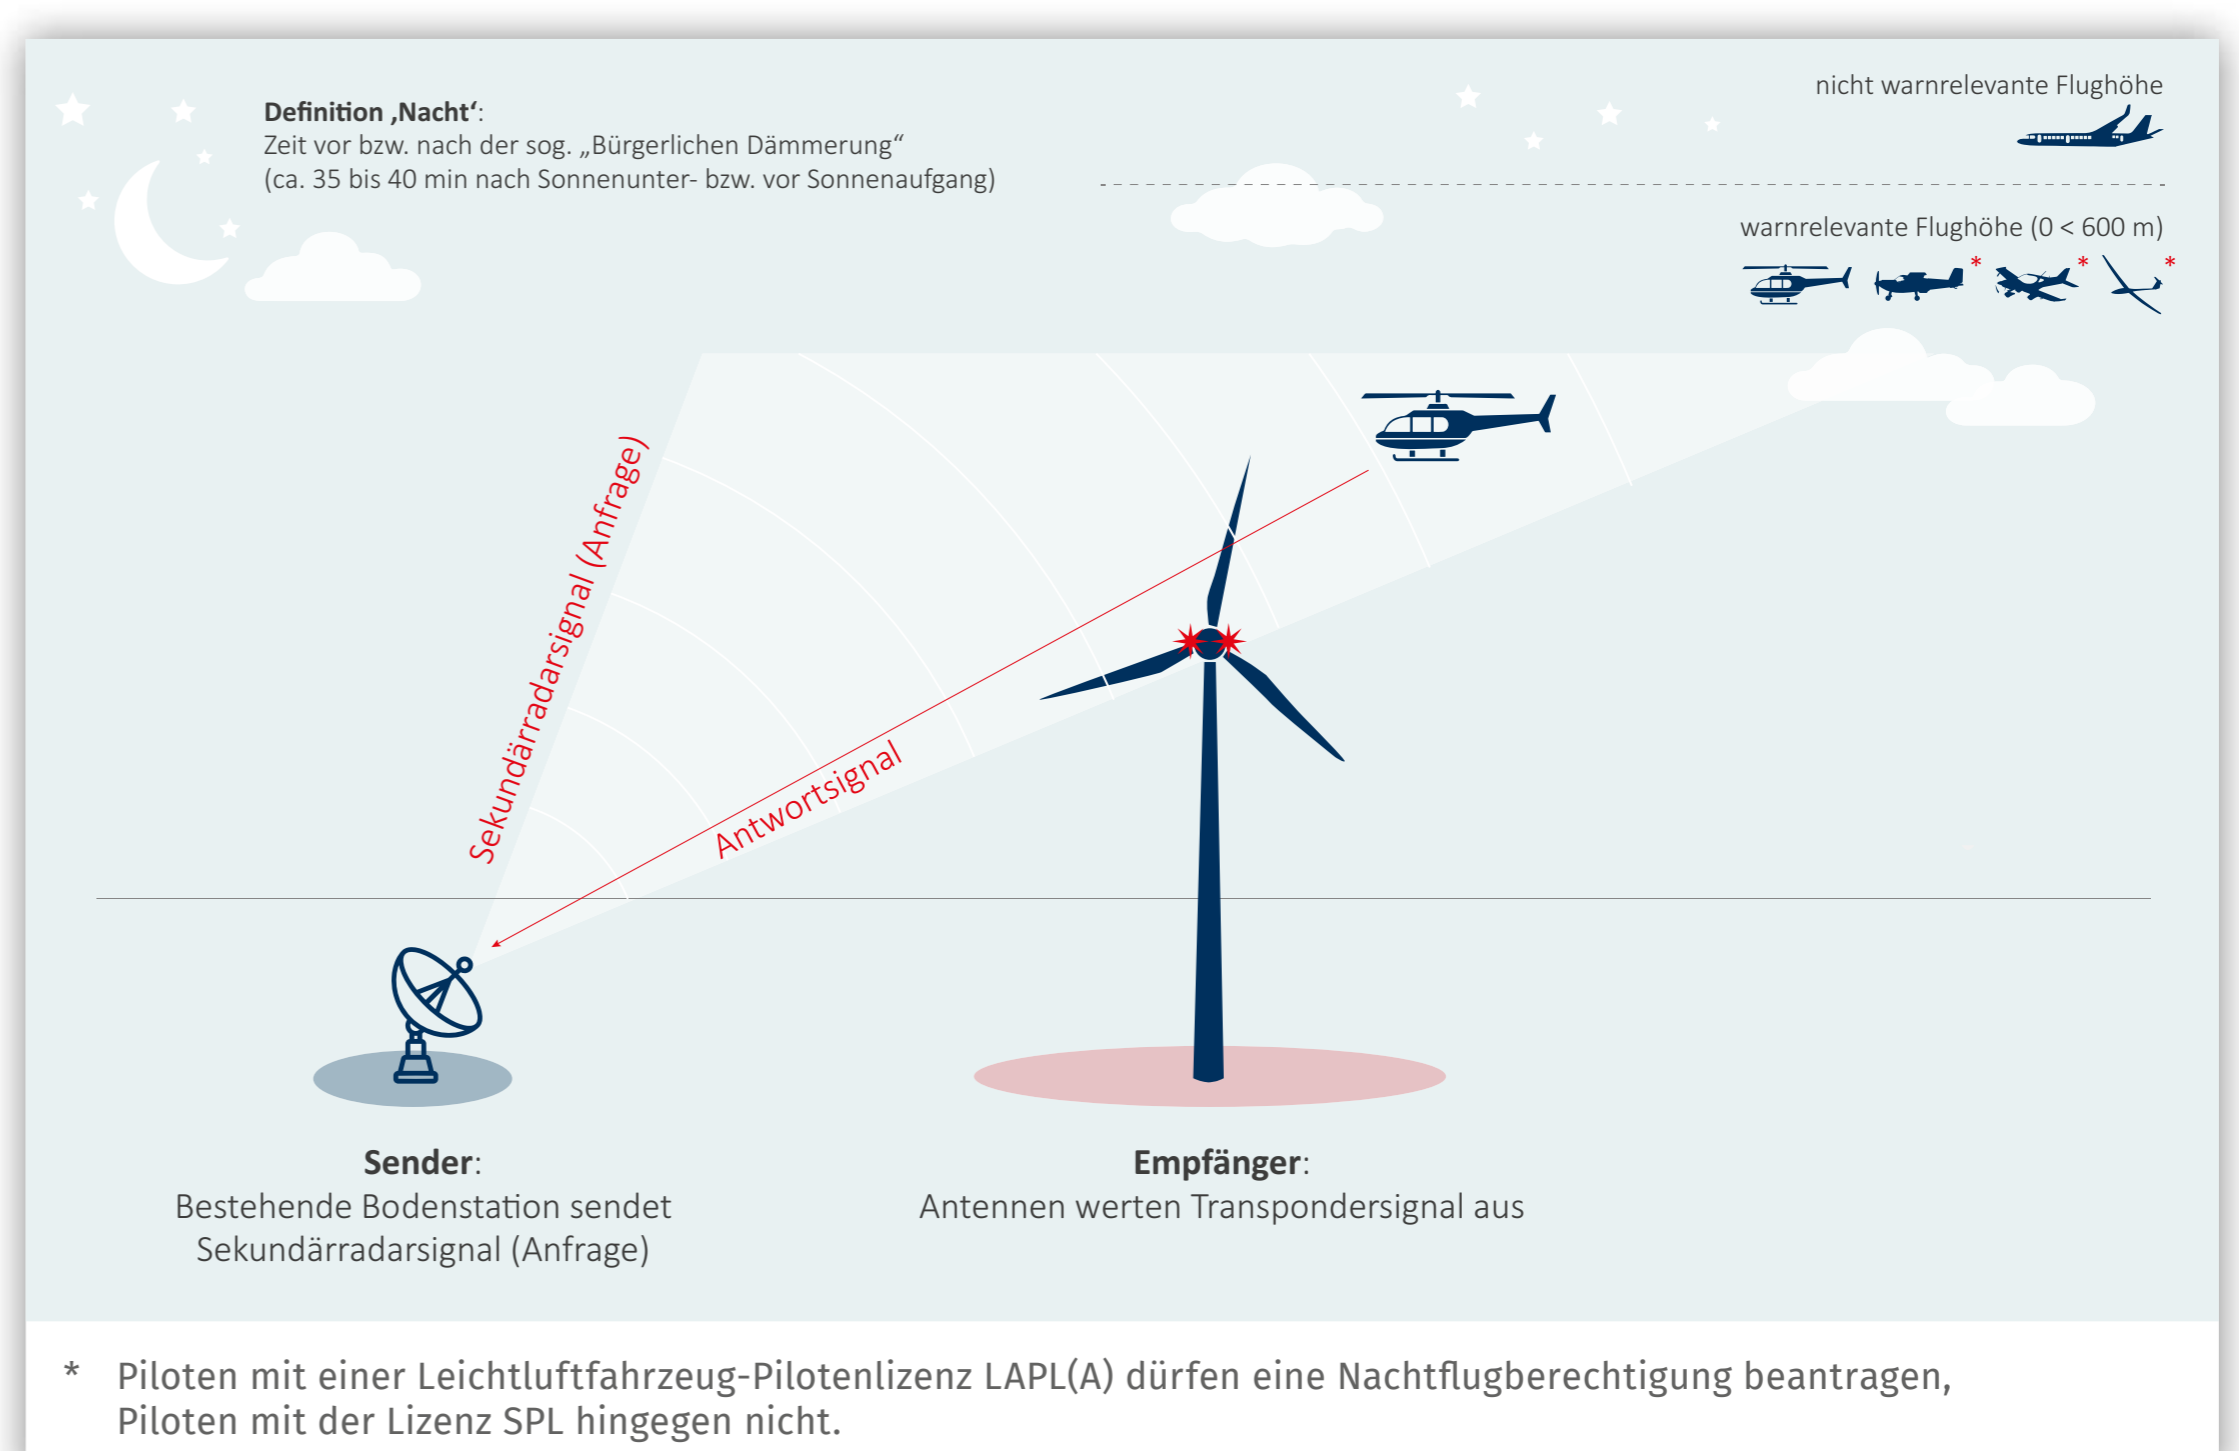 Definition ‚Nacht‘:
Zeit vor bzw. nach der sog. „Bürgerlichen Dämmerung“
(ca. 35 bis 40 min nach Sonnenunter- bzw. vor Sonnenaufgang)
nicht warnrelevante Flughöhe
warnrelevante Flughöhe (0 < 600 m)
* * *
Sekundärradarsignal (Anfrage)
Antwortsignal
Sender:
Bestehende Bodenstation sendet
Sekundärradarsignal (Anfrage)
Empfänger:
Antennen werten Transpondersignal aus
* Piloten mit einer Leichtluftfahrzeug-Pilotenlizenz LAPL(A) dürfen eine Nachtflugberechtigung beantragen,
Piloten mit der Lizenz SPL hingegen nicht.